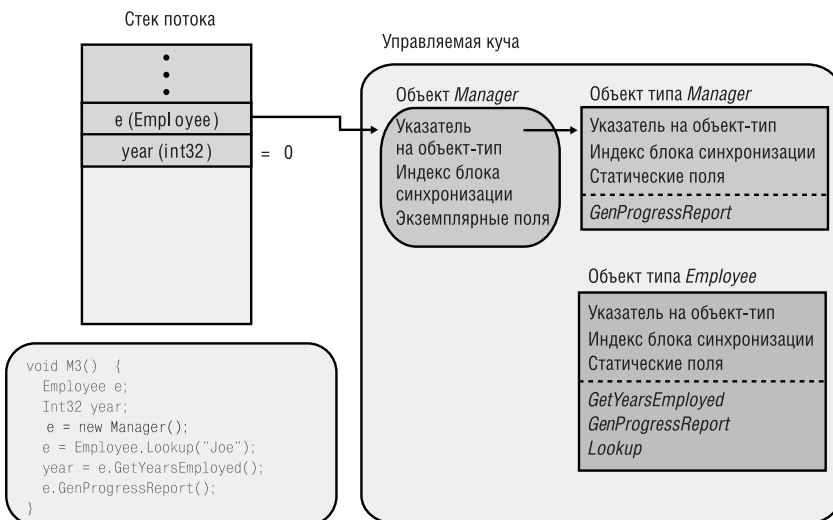 Стек потока
e (Employee)
year (int32)
= 0
Управляемая куча
Объект Manager
Указатель
на объект-тип
Индекс блока
синхронизации
Экземплярные поля
Объект типа Manager
Указатель на объект-тип
Индекс блока синхронизации
Статические поля
GenProgressReport
Объект типа Employee
Указатель на объект-тип
Индекс блока синхронизации
Статические поля
GetYearsEmployed
GenProgressReport
Lookup
void M3() {
Employee e;
Int32 year;
e = new Manager();
e = Employee.Lookup("Joe");
year = e.GetYearsEmployed();
e.GenProgressReport();
}